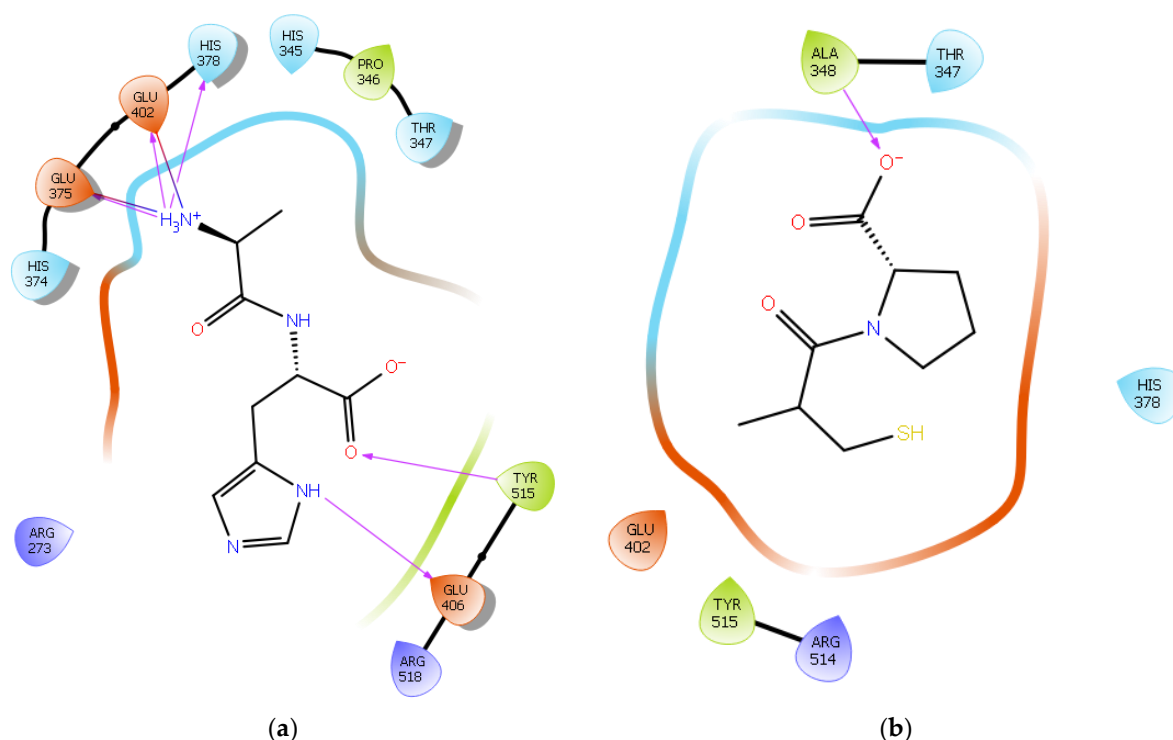 HIS
378
GLU
402
GLU
375
HIS
374
HIS
345
PRO
346
THR
347
H₃N⁺
O
NH
O⁻
O
NH
N
TYR
515
GLU
406
ARG
518
ARG
273
(a)
ALA
348
THR
347
O⁻
O
O
N
SH
HIS
378
GLU
402
TYR
515
ARG
514
(b)